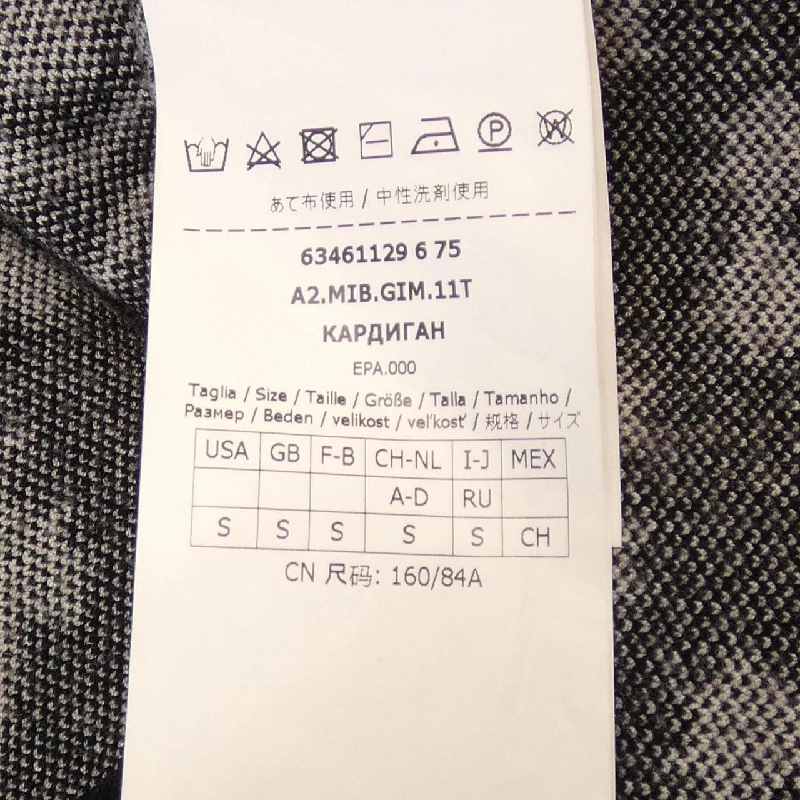 あて布使用 / 中性洗剤使用
63461129 6 75
A2.MIB.GIM.11T
КАРДИГАН
EPA.000
Taglia / Size / Taille / Größe / Talla / Tamanho /
Размер / Beden / velikost / veľkosť / 规格 / サイズ
USA GB F-B CH-NL I-J MEX
A-D RU
S S S S S CH
CN 尺码: 160/84A